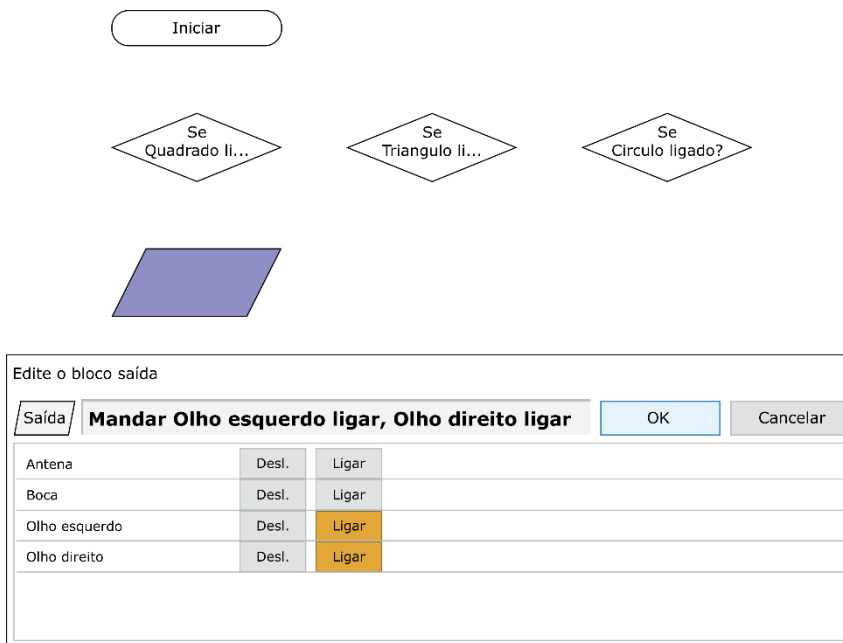 Iniciar
Se
Quadrado li...
Se
Triangulo li...
Se
Circulo ligado?
Edite o bloco saída
Saída
Mandar Olho esquerdo ligar, Olho direito ligar
OK
Cancelar
Antena Desl. Ligar
Boca Desl. Ligar
Olho esquerdo Desl. Ligar
Olho direito Desl. Ligar